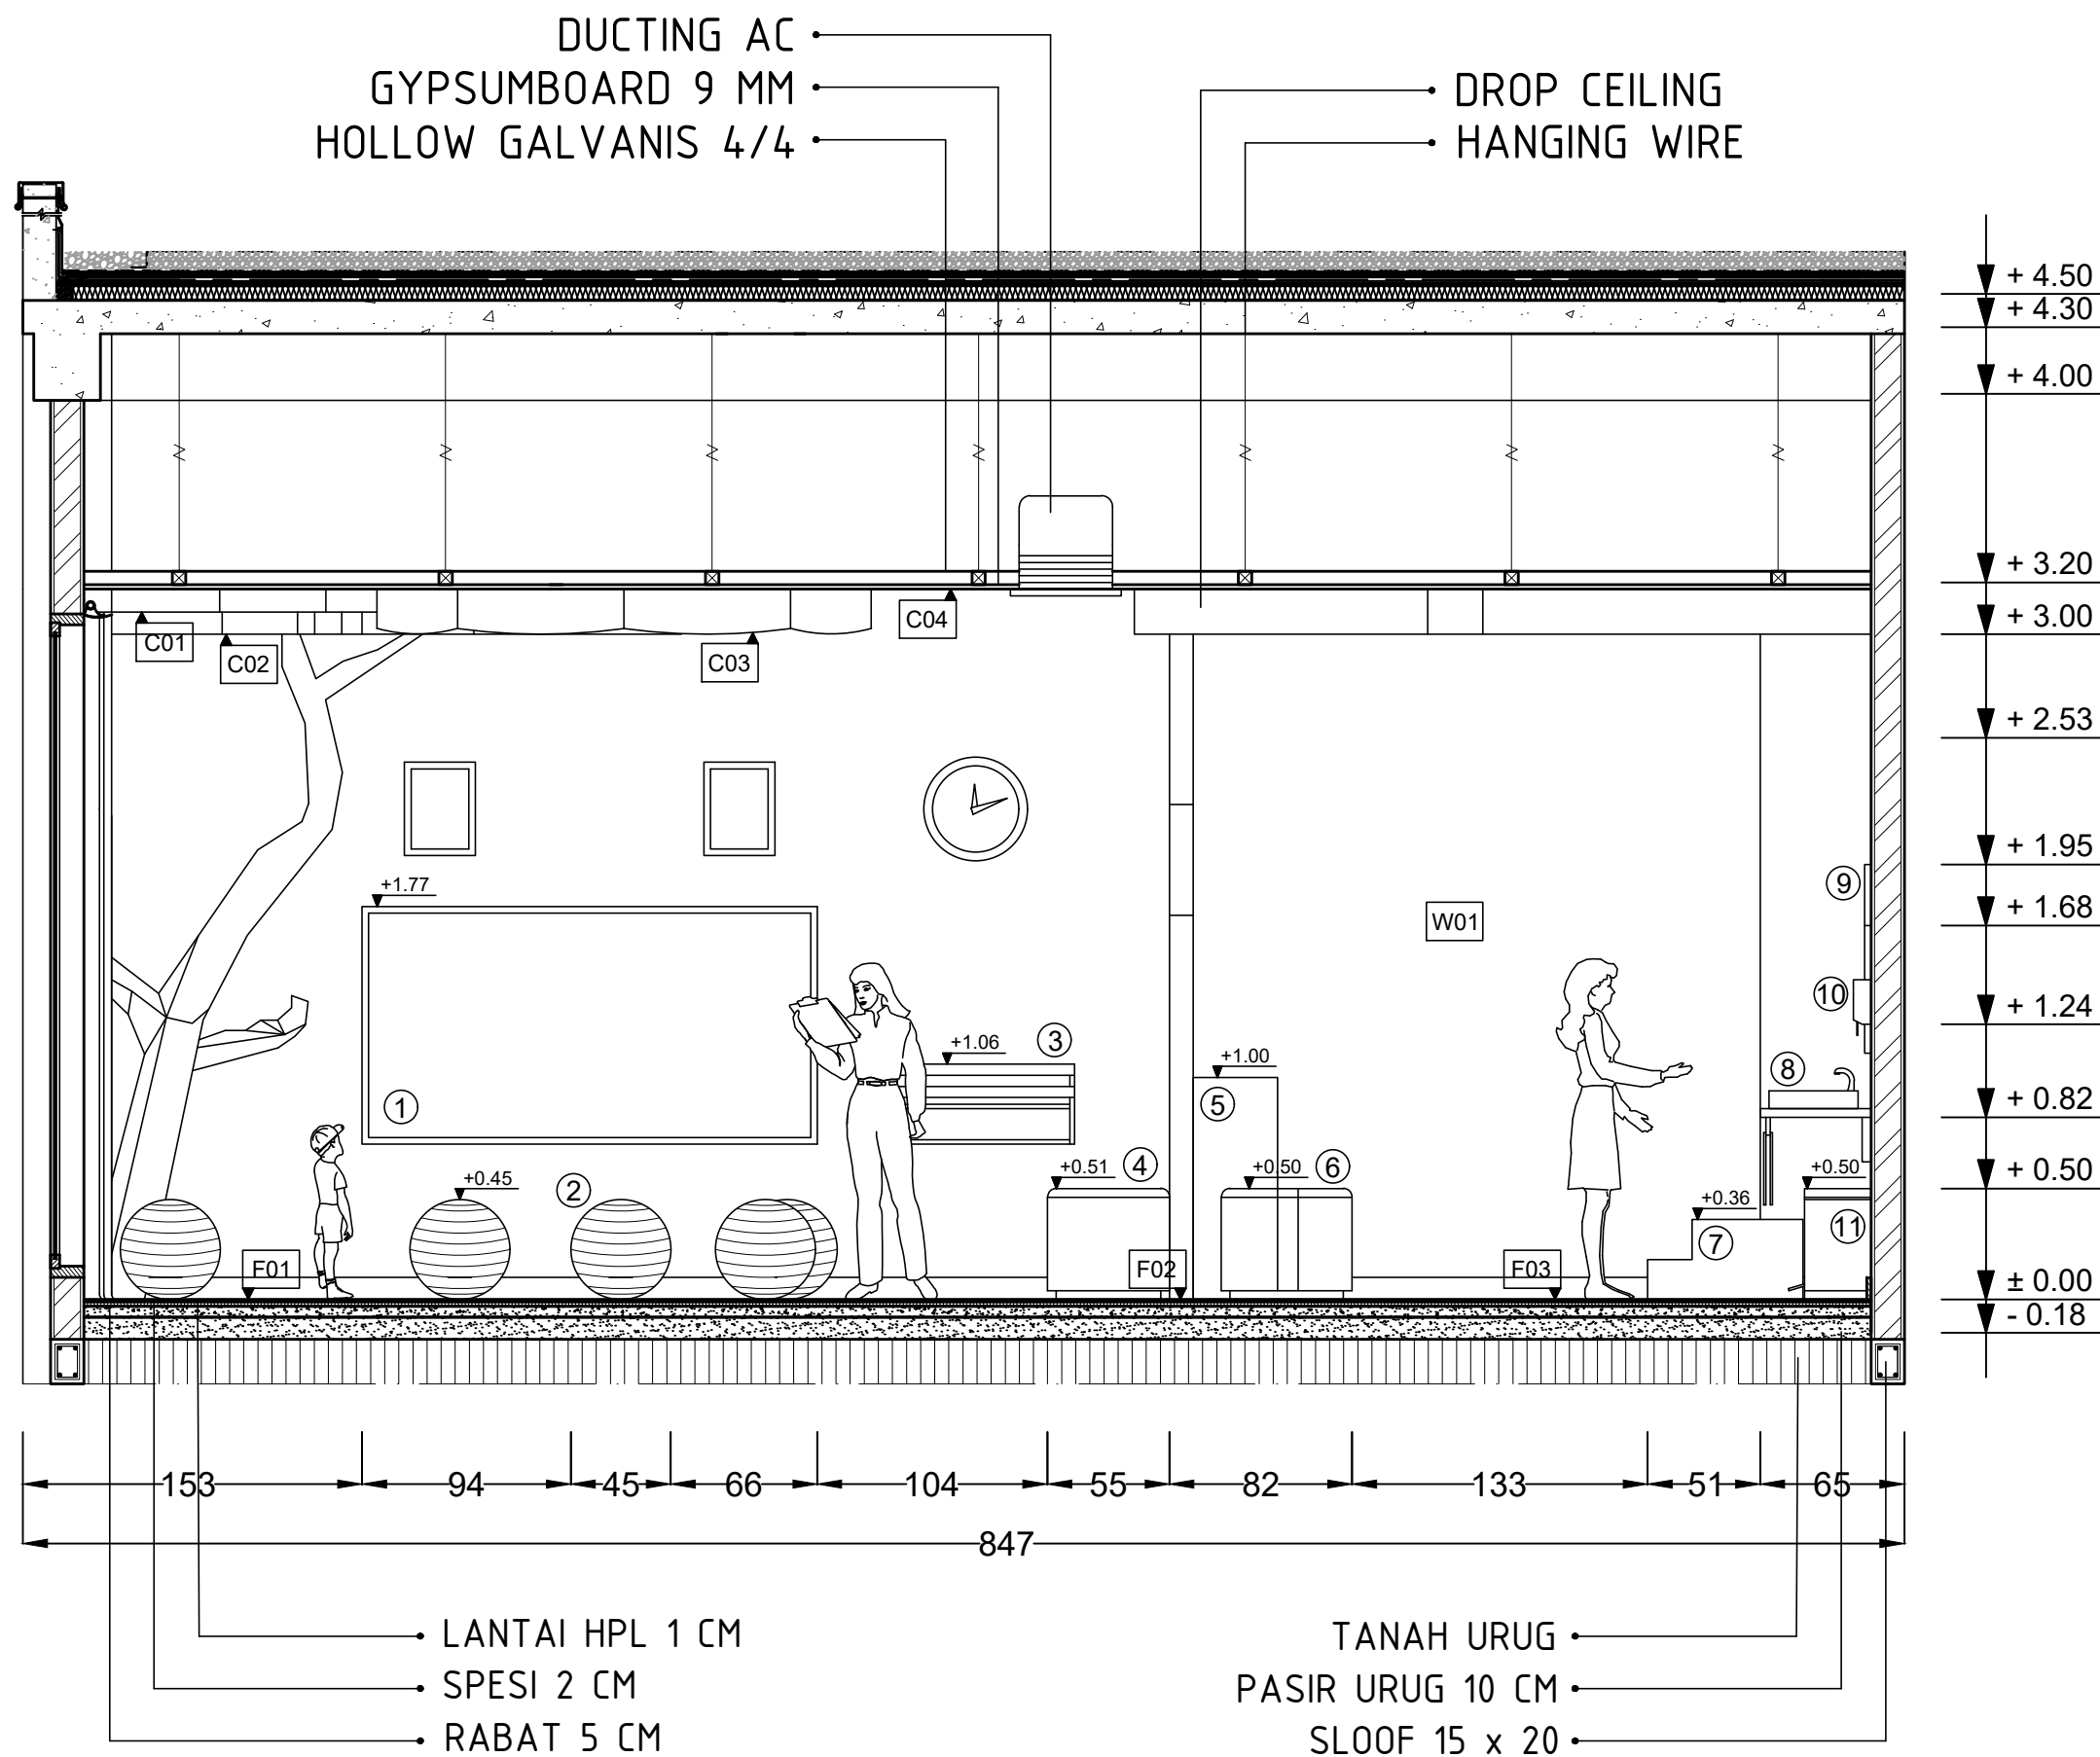 DUCTING AC
GYPSUMBOARD 9 MM
HOLLOW GALVANIS 4/4
DROP CEILING
HANGING WIRE
+ 4.50
+ 4.30
+ 4.00
+ 3.20
+ 3.00
+ 2.53
+ 1.95
+ 1.68
+ 1.24
+ 0.82
+ 0.50
± 0.00
- 0.18
C01
C02
C03
C04
+1.77
W01
9
10
3
+1.06
+1.00
8
1
5
+0.51
4
+0.50
6
+0.50
+0.45
2
+0.36
7
11
F01
F02
F03
153
94
45
66
104
55
82
133
51
65
847
LANTAI HPL 1 CM
SPESI 2 CM
RABAT 5 CM
TANAH URUG
PASIR URUG 10 CM
SLOOF 15 x 20